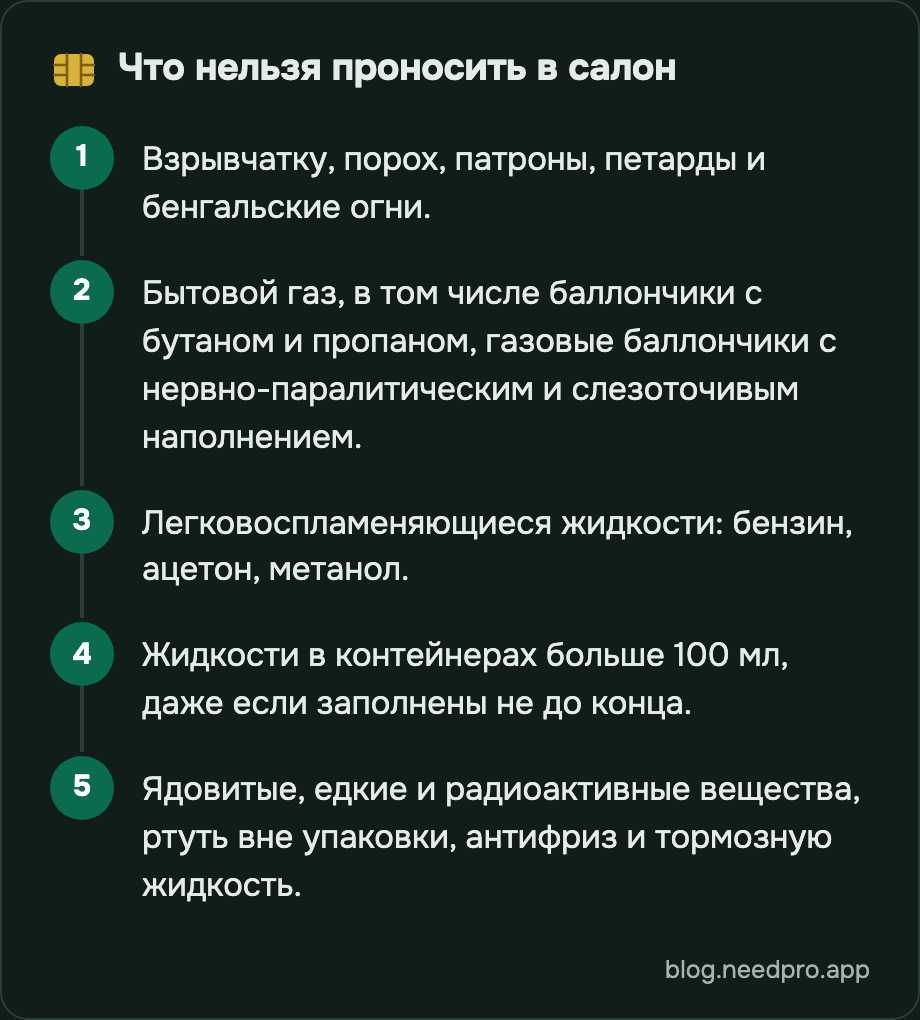 Что нельзя проносить в салон
1
Взрывчатку, порох, патроны, петарды и
бенгальские огни.
2
Бытовой газ, в том числе баллончики с
бутаном и пропаном, газовые баллончики с
нервно-паралитическим и слезоточивым
наполнением.
3
Легковоспламеняющиеся жидкости: бензин,
ацетон, метанол.
4
Жидкости в контейнерах больше 100 мл,
даже если заполнены не до конца.
5
Ядовитые, едкие и радиоактивные вещества,
ртуть вне упаковки, антифриз и тормозную
жидкость.
blog.needpro.app